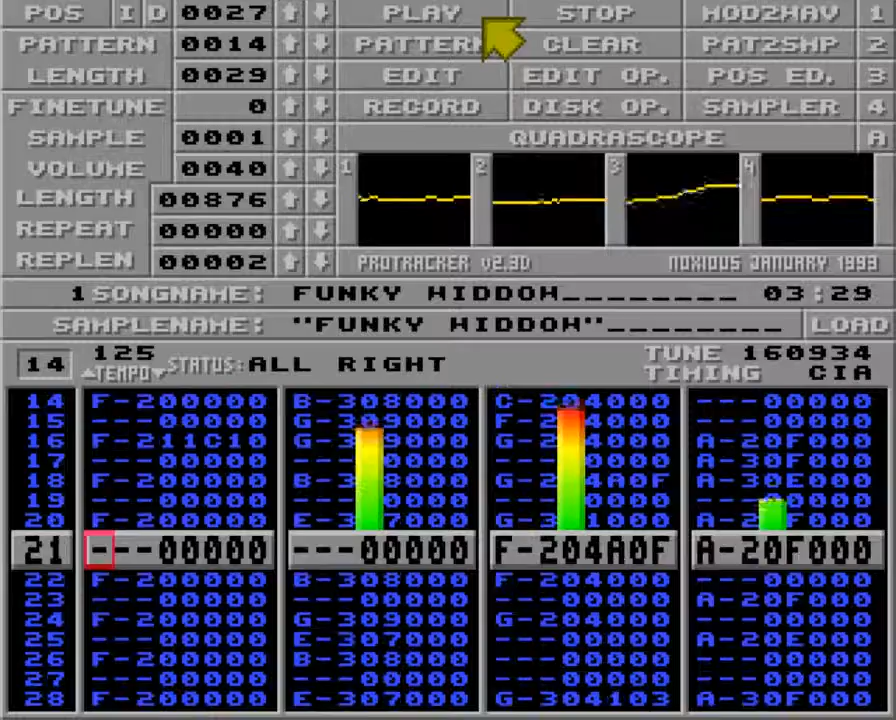 POS I D 0027 PLAY STOP MOD2WAV 1
PATTERN 0014 PATTERN CLEAR PAT2SMP 2
LENGTH 0029 EDIT EDIT OP. POS ED. 3
FINETUNE 0 RECORD DISK OP. SAMPLER 4
SAMPLE 0001 QUADRASCOPE A
VOLUME 0040 1 2 3 4
LENGTH 00876
REPEAT 00000
REPLEN 00002 PROTRACKER V2.3D NOXIOUS JANUARY 1993
1 SONGNAME: FUNKY WIDDOW________ 03:29
SAMPLENAME: "FUNKY WIDDOW"________ LOAD
14 125 TEMPO STATUS: ALL RIGHT TUNE 160934
TIMING CIA
14 F-200000 B-308000 C-204000 ---00000
15 ---00000 G-309000 ---00000
16 F-211C10 A-20F000
17 ---00000 ---00000 ---00000 A-30F000
18 F-200000 G-204A0F A-30E000
19 ---00000 ---00000 ---00000 ---00000
20 F-200000 E-307000
21 ---00000 ---00000 F-204A0F A-20F000
22 F-200000 B-308000 F-204000 ---00000
23 ---00000 ---00000 ---00000 A-20F000
24 F-200000 G-309000 G-204000 ---00000
25 ---00000 E-307000 ---00000 A-20E000
26 F-200000 B-308000 ---00000 ---00000
27 ---00000 ---00000 ---00000 A-20F000
28 F-200000 E-307000 G-304103 A-30F000